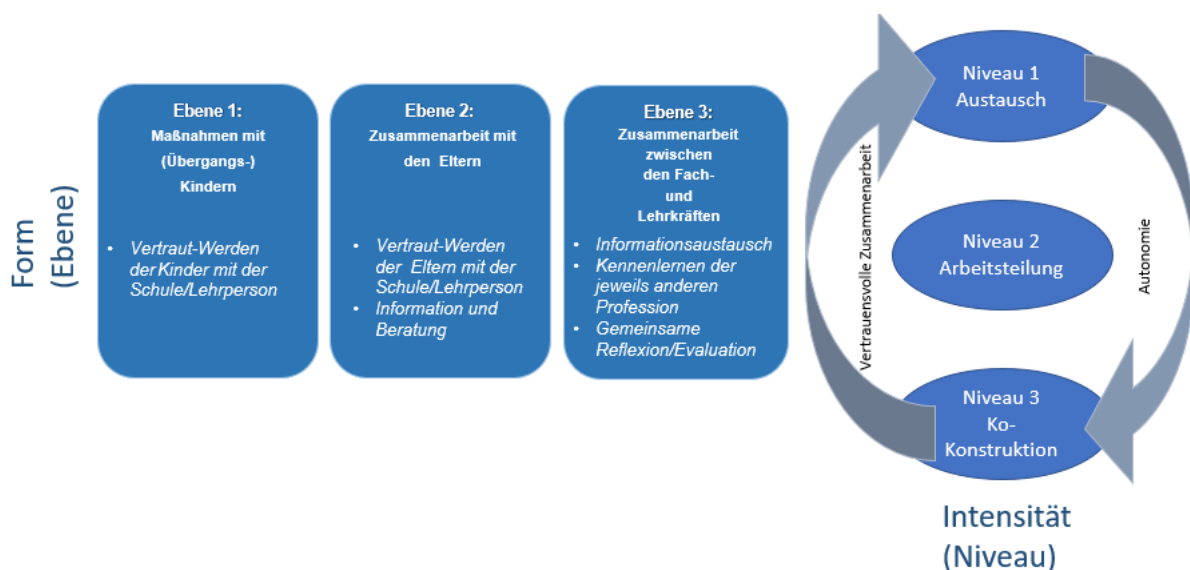 Form
(Ebene)
Ebene 1:
Maßnahmen mit
(Übergangs-)
Kindern
• Vertraut-Werden
der Kinder mit der
Schule/Lehrperson
Ebene 2:
Zusammenarbeit mit
den Eltern
• Vertraut-Werden
der Eltern mit der
Schule/Lehrperson
• Information und
Beratung
Ebene 3:
Zusammenarbeit
zwischen
den Fach-
und
Lehrkräften
• Informationsaustausch
• Kennenlernen der
jeweils anderen
Profession
• Gemeinsame
Reflexion/Evaluation
Vertrauensvolle Zusammenarbeit
Niveau 1
Austausch
Niveau 2
Arbeitsteilung
Niveau 3
Ko-
Konstruktion
Autonomie
Intensität
(Niveau)